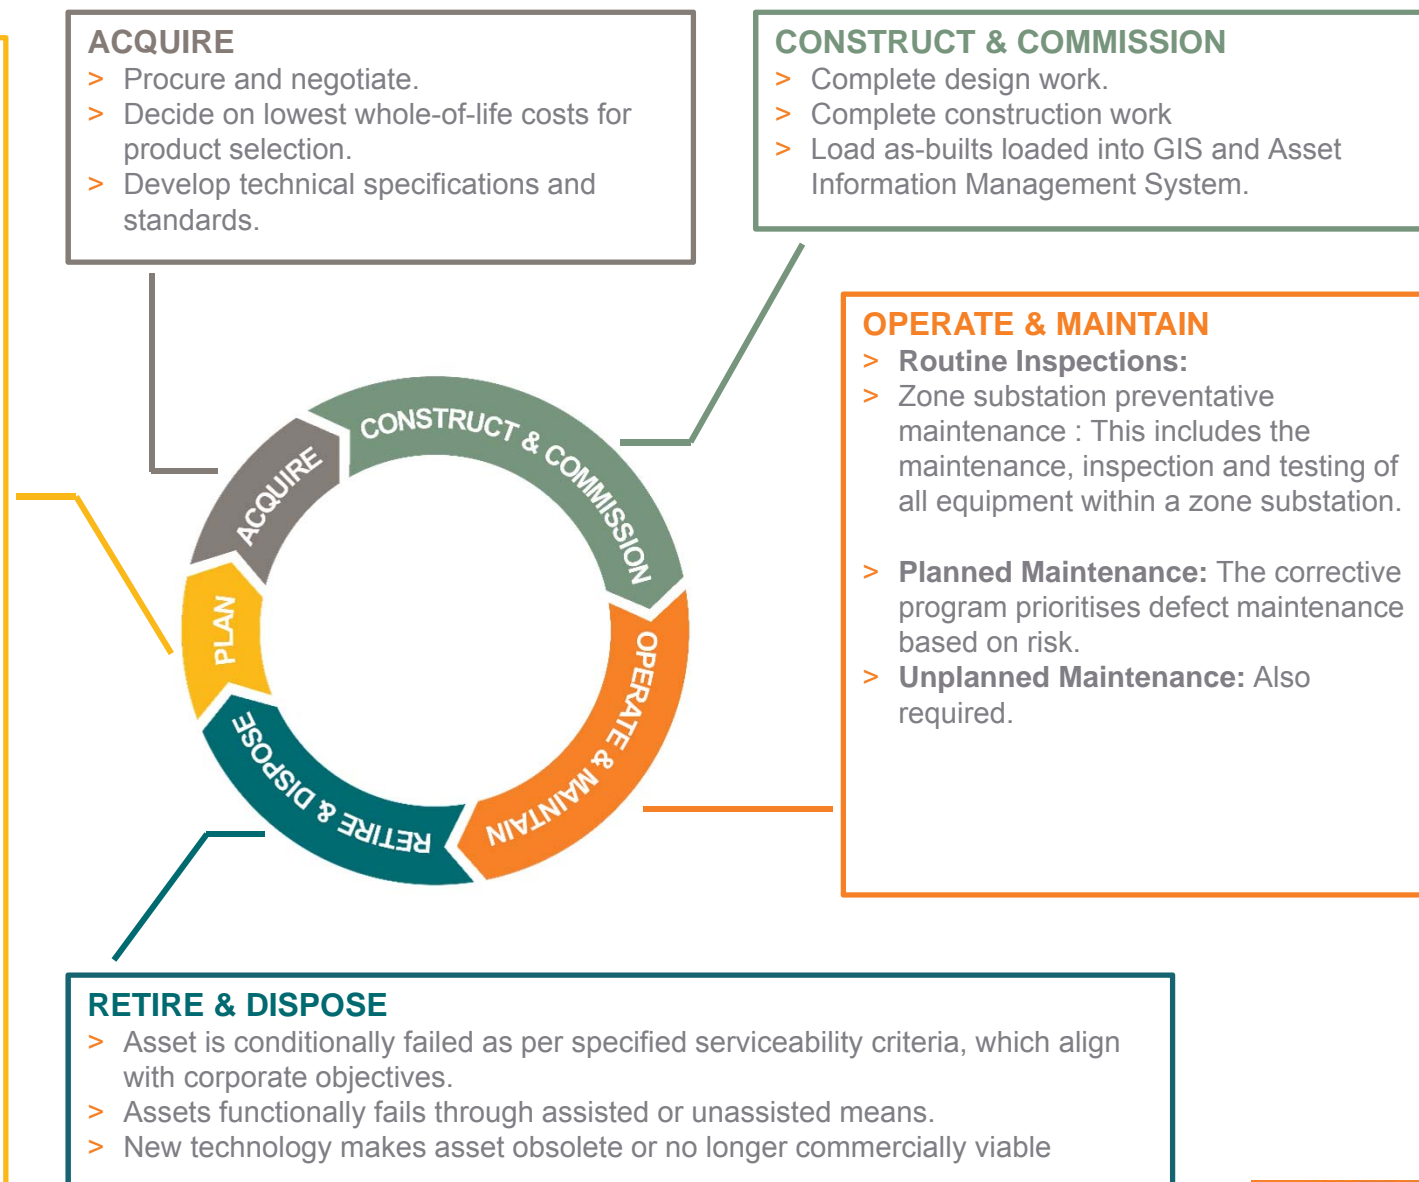 ACQUIRE
> Procure and negotiate.
> Decide on lowest whole-of-life costs for
product selection.
> Develop technical specifications and
standards.
CONSTRUCT & COMMISSION
> Complete design work.
> Complete construction work
> Load as-builts loaded into GIS and Asset
Information Management System.
OPERATE & MAINTAIN
> Routine Inspections:
> Zone substation preventative
maintenance : This includes the
maintenance, inspection and testing of
all equipment within a zone substation.
> Planned Maintenance: The corrective
program prioritises defect maintenance
based on risk.
> Unplanned Maintenance: Also
required.
PLAN
ACQUIRE
CONSTRUCT & COMMISSION
OPERATE & MAINTAIN
RETIRE & DISPOSE
RETIRE & DISPOSE
> Asset is conditionally failed as per specified serviceability criteria, which align
with corporate objectives.
> Assets functionally fails through assisted or unassisted means.
> New technology makes asset obsolete or no longer commercially viable